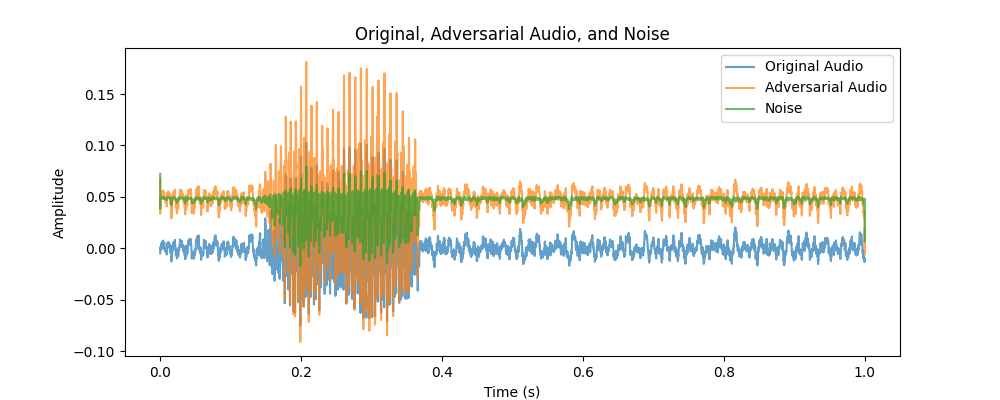 Original, Adversarial Audio, and Noise
Original Audio
Adversarial Audio
Noise
Amplitude
0.15
0.10
0.05
0.00
−0.05
−0.10
0.0 0.2 0.4 0.6 0.8 1.0
Time (s)